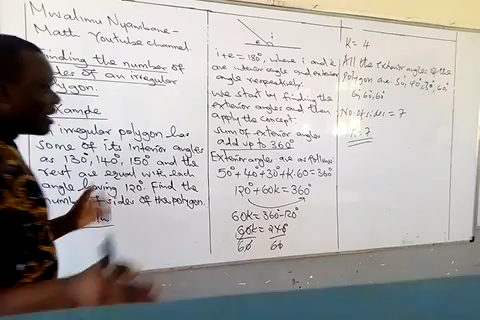 Mwalimu Nyambane -
Math Youtube channel.
Finding the number of
sides of an irregular
polygon.
Example
irregular polygon has
some of its interior angles
as 130°, 140°, 150° and the
rest are equal with each
angle having 120° Find the
number of sides of the polygon.
i
i+e=180°, where i and e
are interior angle and exterior
angle respectively.
We start by finding the
exterior angles and then
apply the concept:
sum of exterior angles
add up to 360°
Exterior angles are as follows:
50°+40°+30°+K.60=360°
120°+60K=360°
60K=360°-120°
60K=240
60 60
K=4
All the exterior angles of the
Polygon are 50°, 40°, 30°, 60°
60, 60, 60
No of sides = 7
n=7